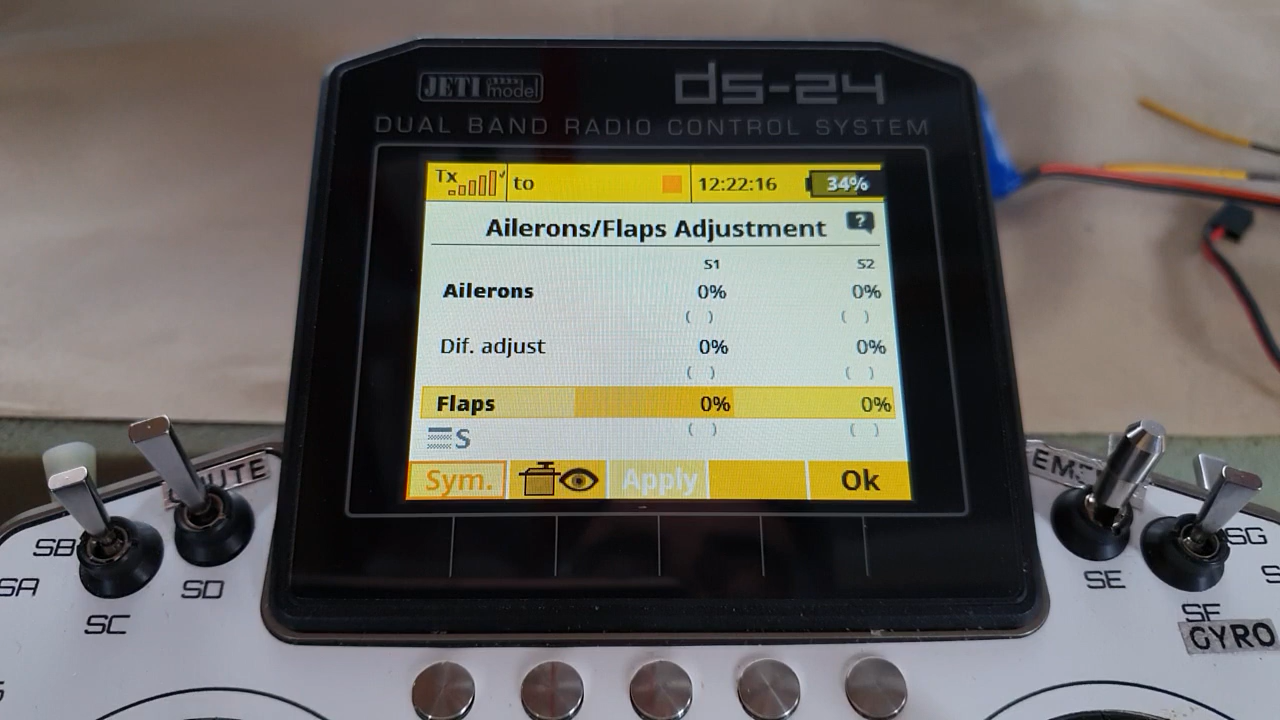 JETI model
ds-24
DUAL BAND RADIO CONTROL SYSTEM
Tx to 12:22:16 34%
Ailerons/Flaps Adjustment ?
S1 S2
Ailerons 0% 0%
( ) ( )
Dif. adjust 0% 0%
( ) ( )
Flaps 0% 0%
S ( ) ( )
Sym. Apply Ok
SB
SA
SC
SD
SE
SG
SF
GYRO